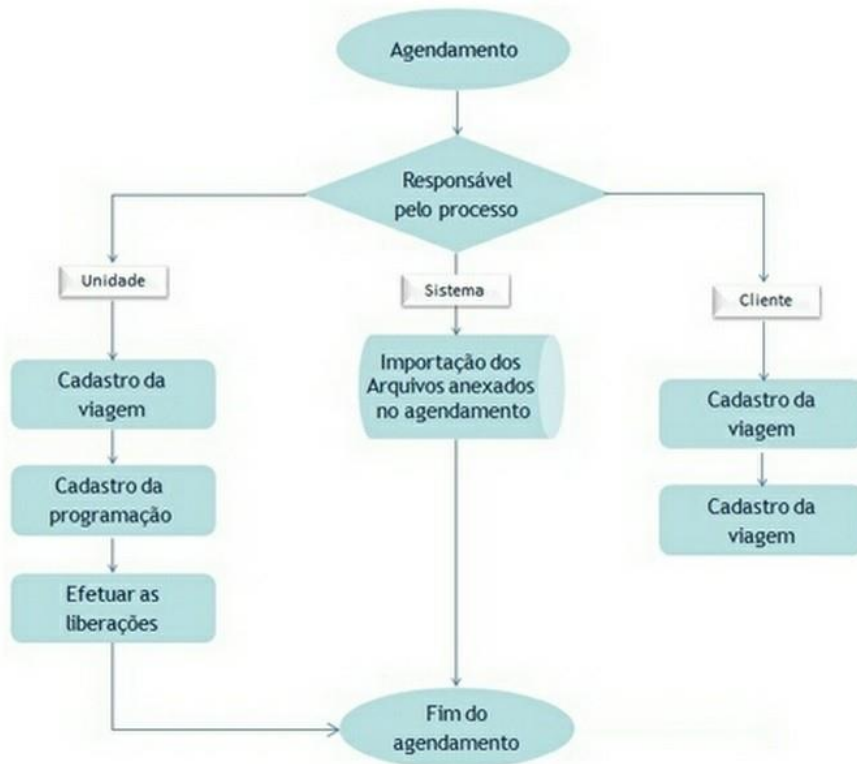 Agendamento
Responsável
pelo processo
Unidade
Sistema
Cliente
Cadastro da
viagem
Cadastro da
programação
Efetuar as
liberações
Importação dos
Arquivos anexados
no agendamento
Cadastro da
viagem
Cadastro da
viagem
Fim do
agendamento